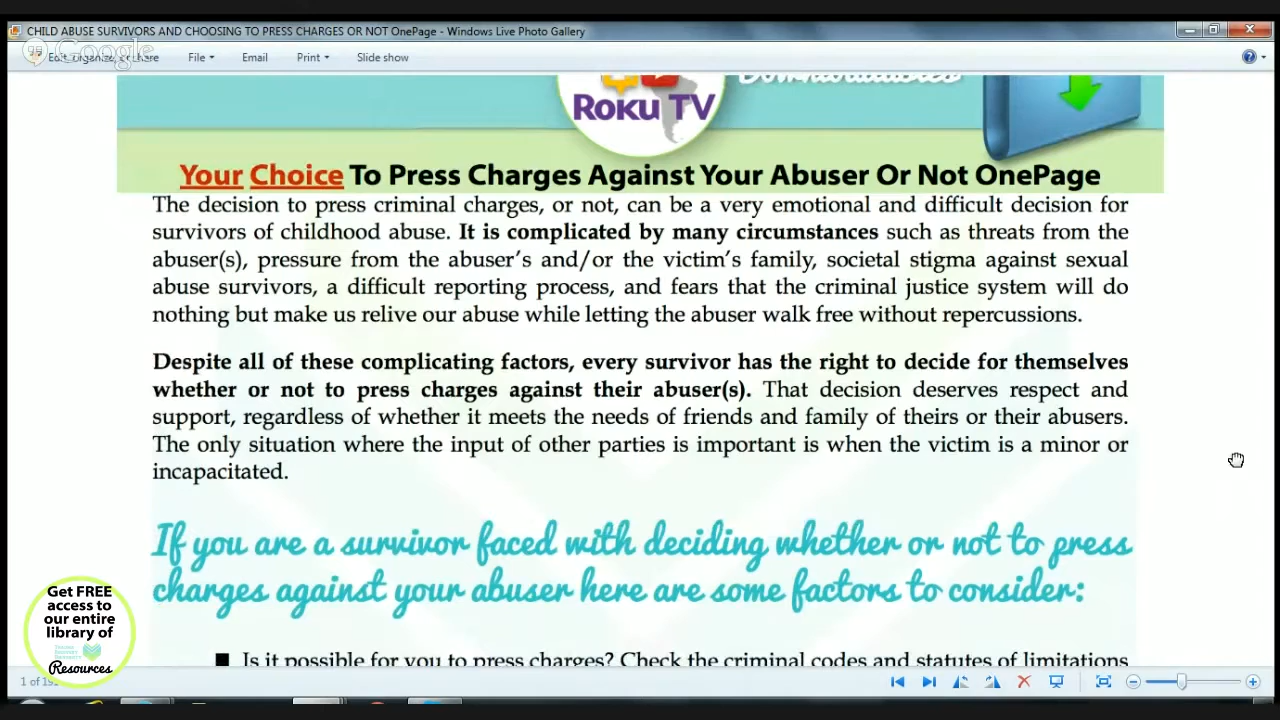 CHILD ABUSE SURVIVORS AND CHOOSING TO PRESS CHARGES OR NOT OnePage - Windows Live Photo Gallery
Google
Edit, organize, or share File Email Print Slide show
Downloadables
Roku TV
Your Choice To Press Charges Against Your Abuser Or Not OnePage
The decision to press criminal charges, or not, can be a very emotional and difficult decision for
survivors of childhood abuse. It is complicated by many circumstances such as threats from the
abuser(s), pressure from the abuser's and/or the victim's family, societal stigma against sexual
abuse survivors, a difficult reporting process, and fears that the criminal justice system will do
nothing but make us relive our abuse while letting the abuser walk free without repercussions.
Despite all of these complicating factors, every survivor has the right to decide for themselves
whether or not to press charges against their abuser(s). That decision deserves respect and
support, regardless of whether it meets the needs of friends and family of theirs or their abusers.
The only situation where the input of other parties is important is when the victim is a minor or
incapacitated.
If you are a survivor faced with deciding whether or not to press
charges against your abuser here are some factors to consider:
■ Is it possible for you to press charges? Check the criminal codes and statutes of limitations
Get FREE
access to
our entire
library of
Resources
1 of